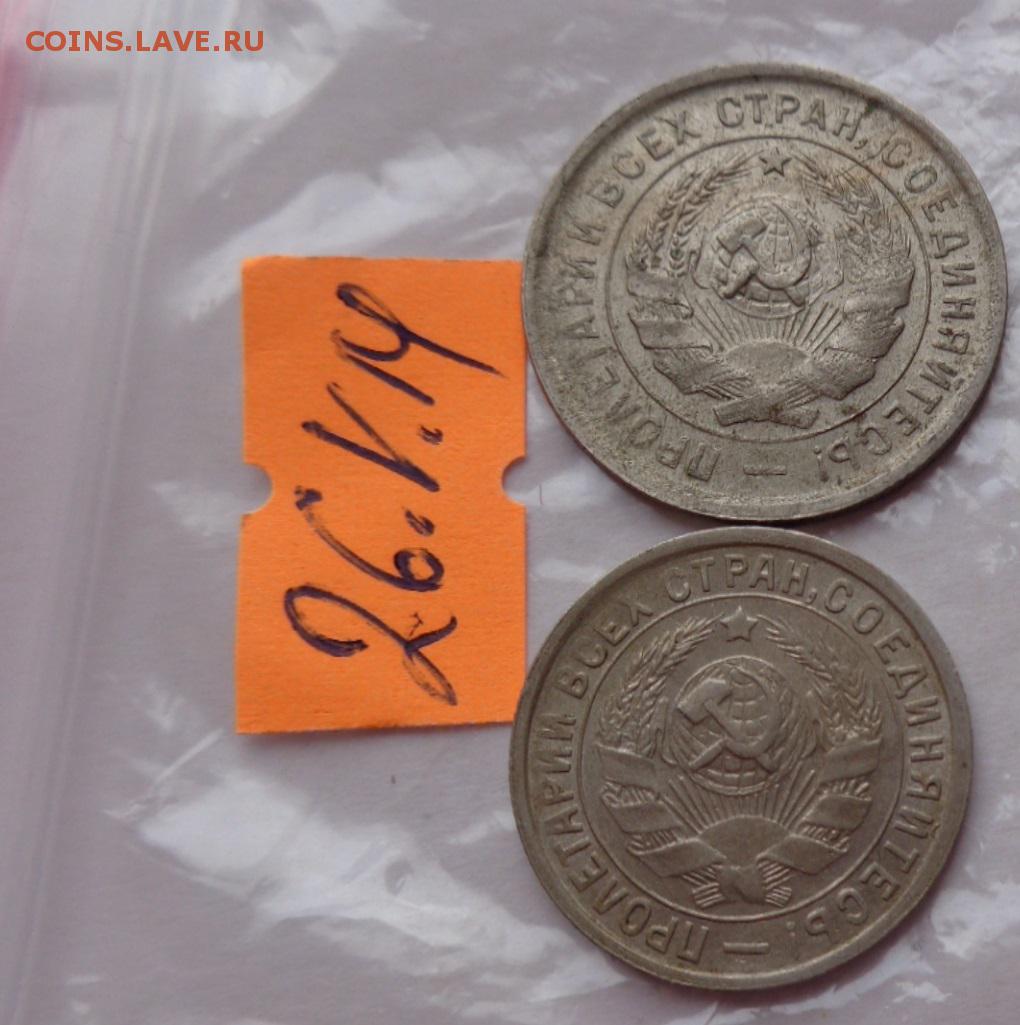 COINS.LAVE.RU
ПРОЛЕТАРИИ ВСЕХ СТРАН, СОЕДИНЯЙТЕСЬ! —
26.V.14
ПРОЛЕТАРИИ ВСЕХ СТРАН, СОЕДИНЯЙТЕСЬ! —